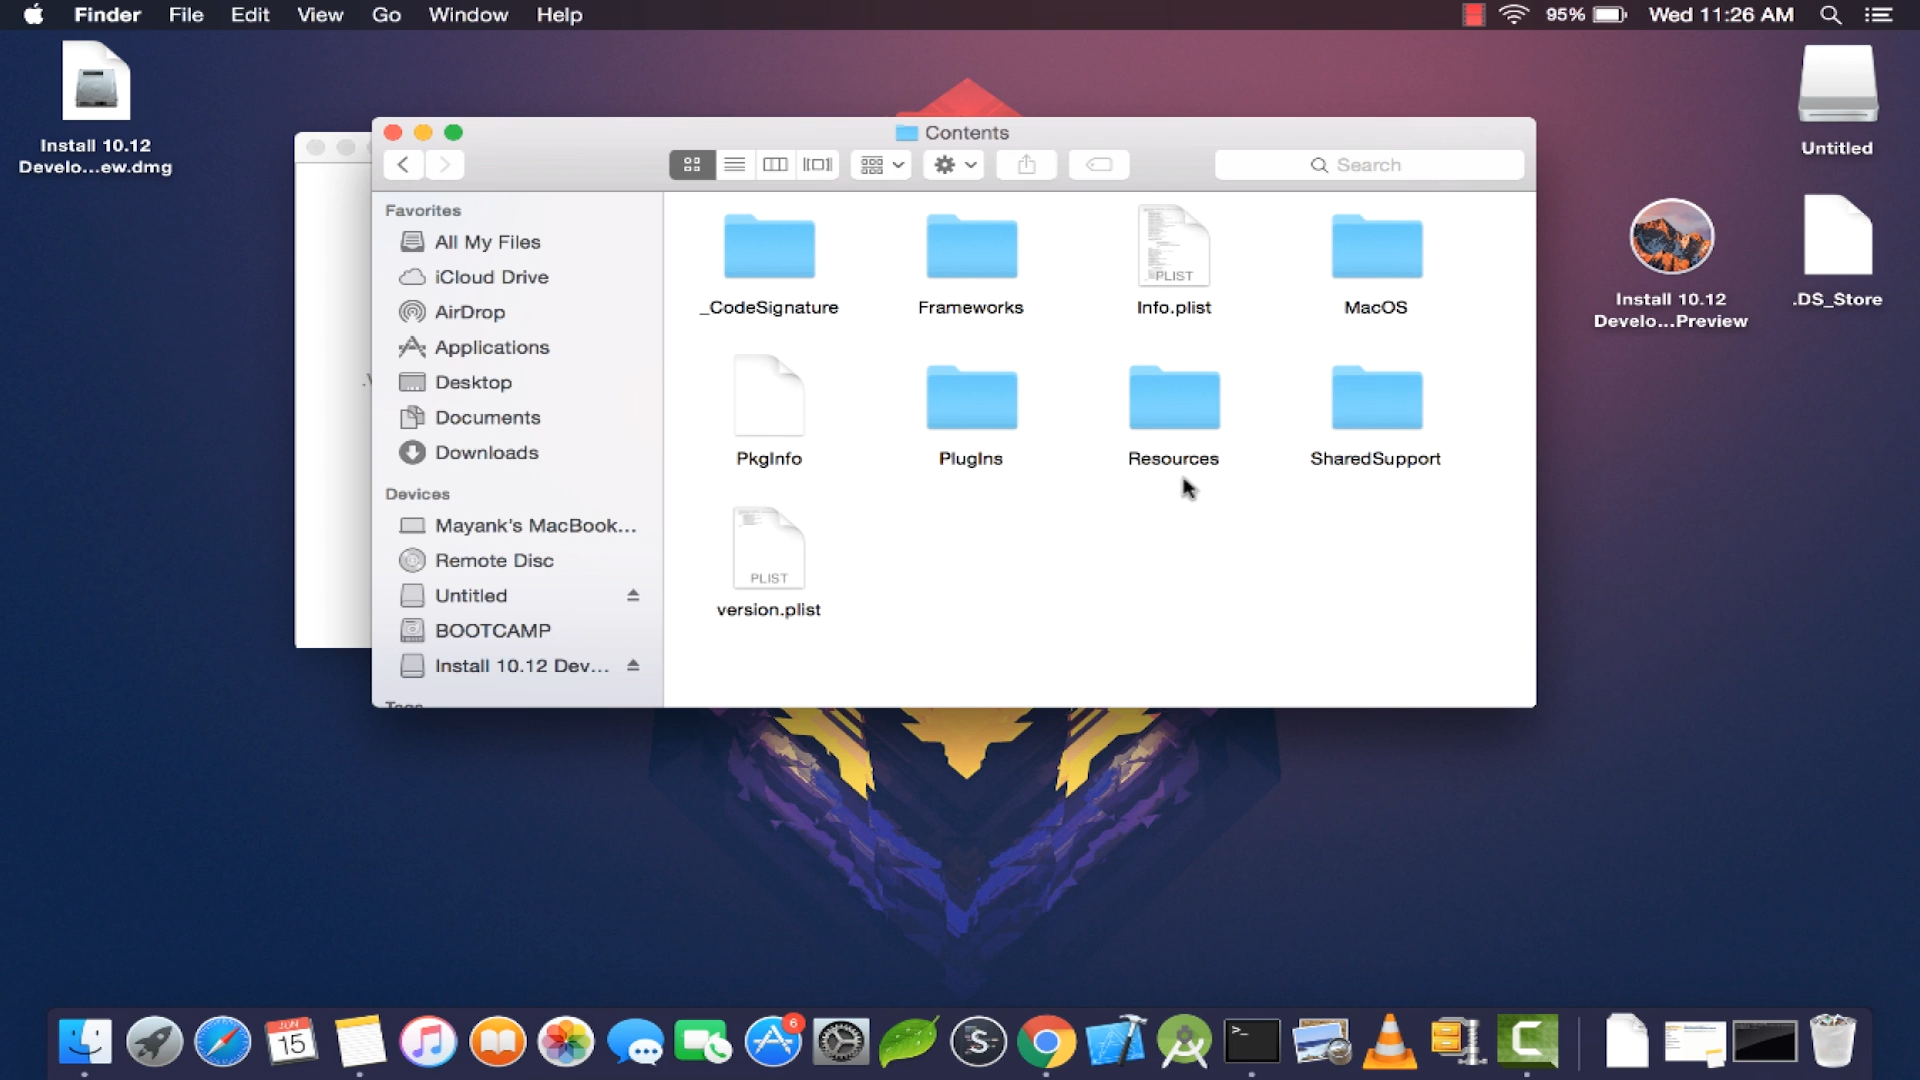 Finder File Edit View Go Window Help
95% Wed 11:26 AM
Install 10.12
Develo...ew.dmg
Untitled
Install 10.12
Develo...Preview
.DS_Store
Contents
Search
Favorites
All My Files
iCloud Drive
AirDrop
Applications
Desktop
Documents
Downloads
Devices
Mayank's MacBook...
Remote Disc
Untitled
BOOTCAMP
Install 10.12 Dev...
Tags
_CodeSignature
Frameworks
PLIST
Info.plist
MacOS
PkgInfo
PlugIns
Resources
SharedSupport
PLIST
version.plist
JUN
15
6
>_